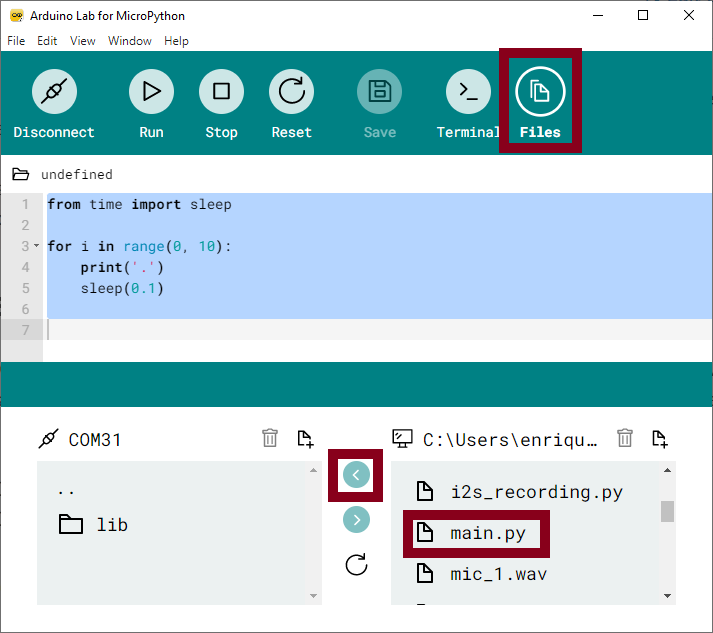 Arduino Lab for MicroPython
File Edit View Window Help
Disconnect Run Stop Reset Save Terminal Files
undefined
1 from time import sleep
2
3 for i in range(0, 10):
4     print('.')
5     sleep(0.1)
6
7
COM31
C:\Users\enriqu…
..
lib
i2s_recording.py
main.py
mic_1.wav